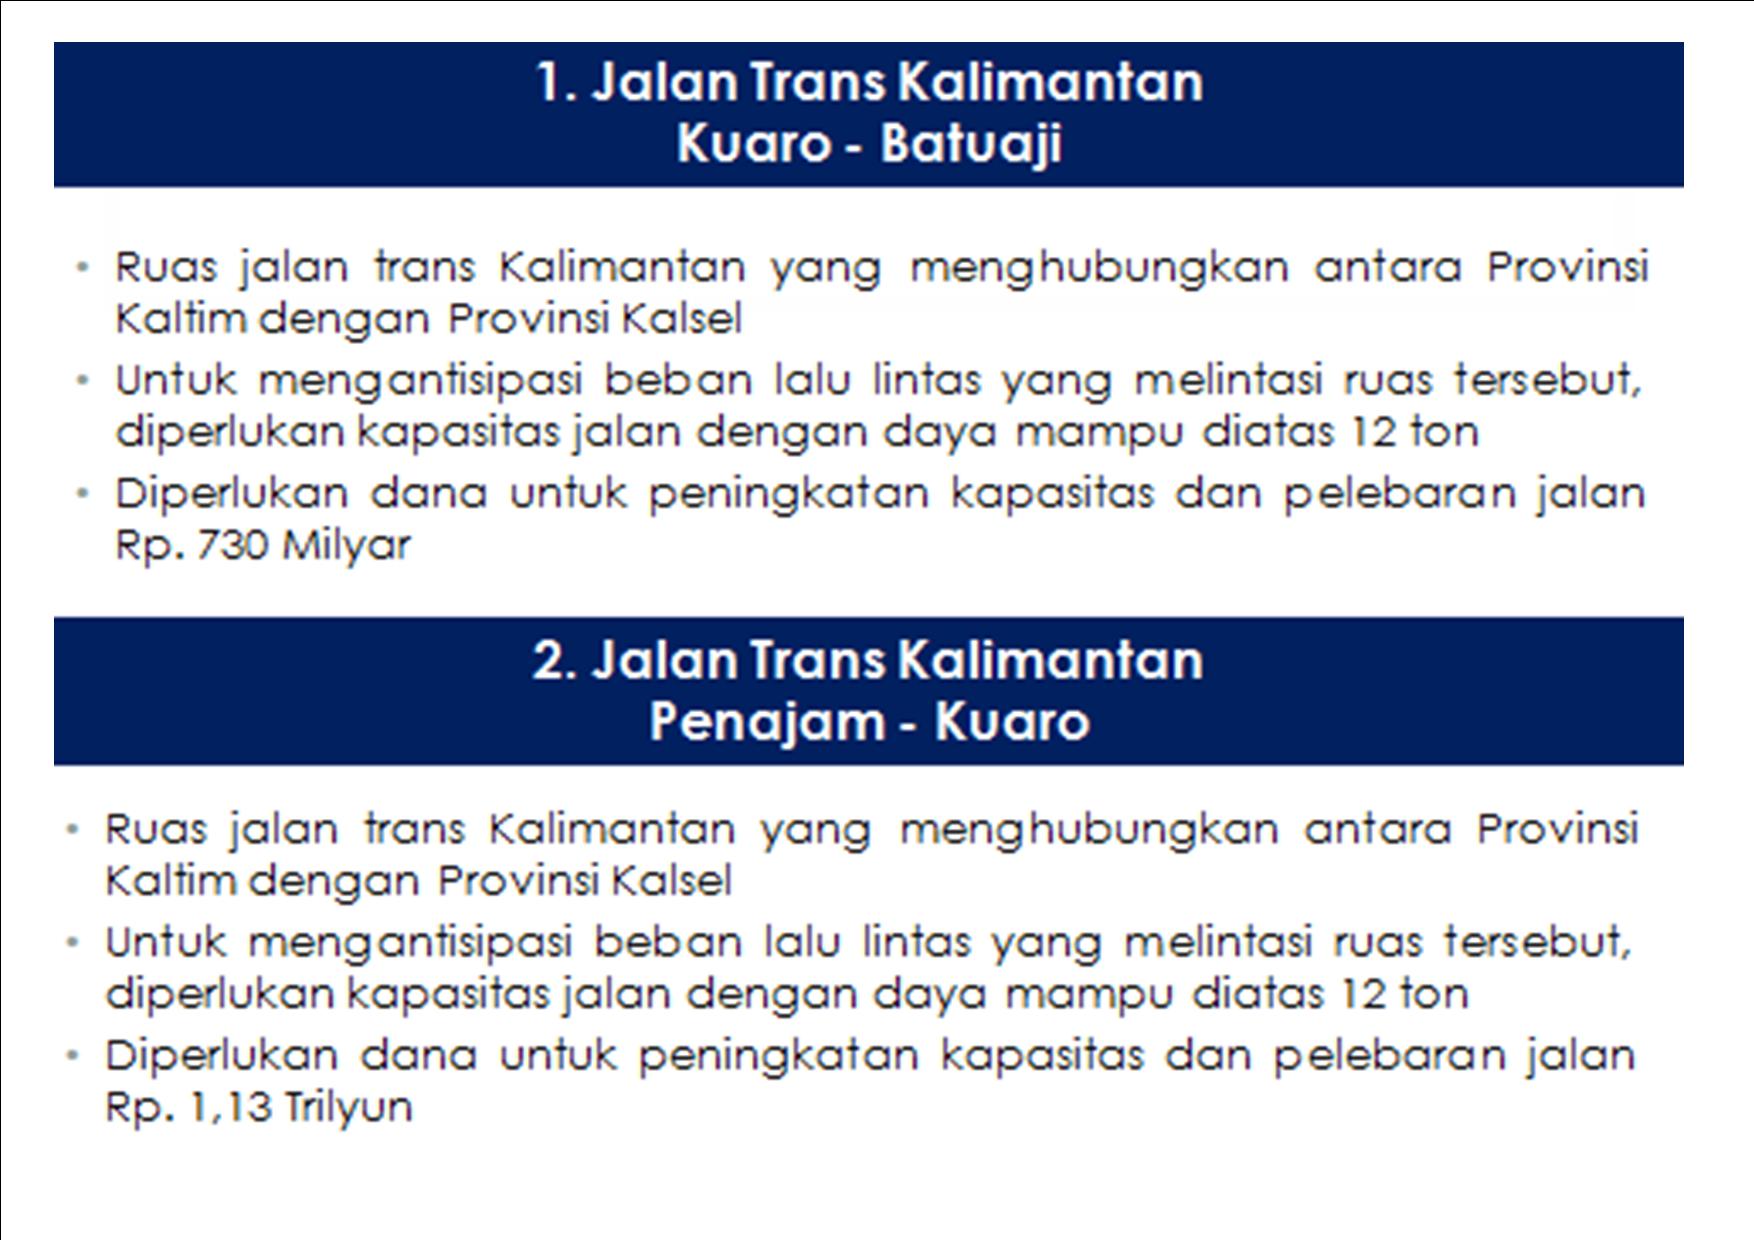 1. Jalan Trans Kalimantan
Kuaro - Batuaji
• Ruas jalan trans Kalimantan yang menghubungkan antara Provinsi
Kaltim dengan Provinsi Kalsel
• Untuk mengantisipasi beban lalu lintas yang melintasi ruas tersebut,
diperlukan kapasitas jalan dengan daya mampu diatas 12 ton
• Diperlukan dana untuk peningkatan kapasitas dan pelebaran jalan
Rp. 730 Milyar
2. Jalan Trans Kalimantan
Penajam - Kuaro
• Ruas jalan trans Kalimantan yang menghubungkan antara Provinsi
Kaltim dengan Provinsi Kalsel
• Untuk mengantisipasi beban lalu lintas yang melintasi ruas tersebut,
diperlukan kapasitas jalan dengan daya mampu diatas 12 ton
• Diperlukan dana untuk peningkatan kapasitas dan pelebaran jalan
Rp. 1,13 Trilyun